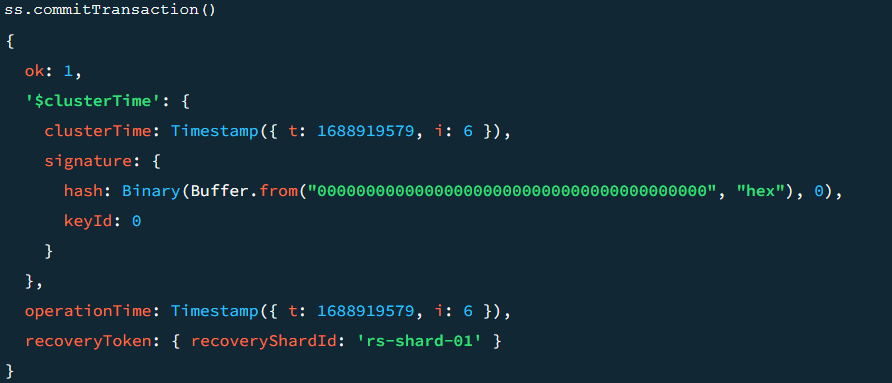 ss.commitTransaction()
{
  ok: 1,
  '$clusterTime': {
    clusterTime: Timestamp({ t: 1688919579, i: 6 }),
    signature: {
      hash: Binary(Buffer.from("0000000000000000000000000000000000000000", "hex"), 0),
      keyId: 0
    }
  },
  operationTime: Timestamp({ t: 1688919579, i: 6 }),
  recoveryToken: { recoveryShardId: 'rs-shard-01' }
}